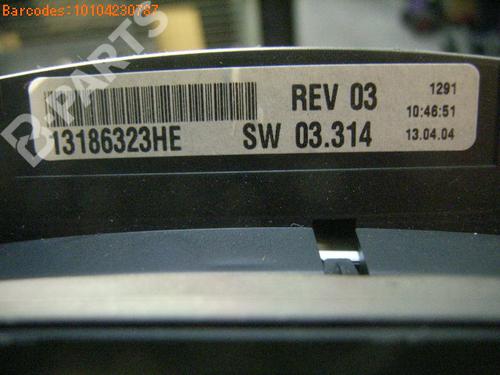 Barcodes:10104230787
REV 03
1291
10:46:51
13186323HE
SW 03.314
13.04.04
B-PARTS